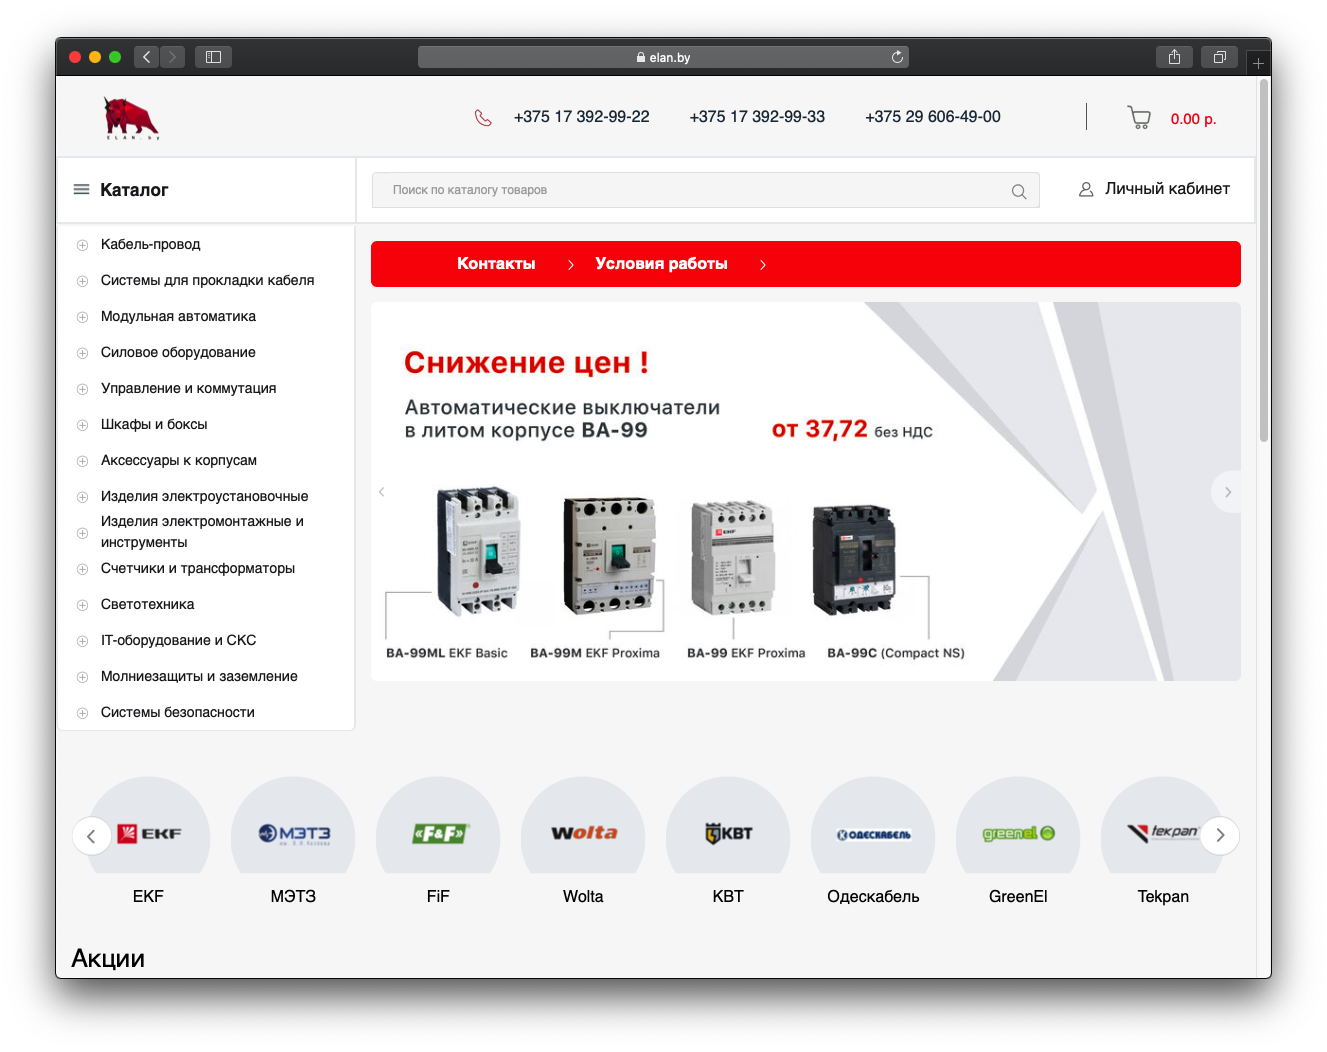 elan.by
ELAN.by
+375 17 392-99-22
+375 17 392-99-33
+375 29 606-49-00
0.00 р.
Каталог
Поиск по каталогу товаров
Личный кабинет
Кабель-провод
Системы для прокладки кабеля
Модульная автоматика
Силовое оборудование
Управление и коммутация
Шкафы и боксы
Аксессуары к корпусам
Изделия электроустановочные
Изделия электромонтажные и
инструменты
Счетчики и трансформаторы
Светотехника
IT-оборудование и СКС
Молниезащиты и заземление
Системы безопасности
Контакты
Условия работы
Снижение цен !
Автоматические выключатели
в литом корпусе ВА-99
от 37,72 без НДС
EKF
ВА-99ML EKF Basic
ВА-99М EKF Proxima
ВА-99 EKF Proxima
ВА-99С (Compact NS)
EKF
МЭТЗ
«F&F»
Wolta
КВТ
ОДЕСКАБЕЛЬ
greenel
tekpan
EKF
МЭТЗ
FiF
Wolta
КВТ
Одескабель
GreenEl
Tekpan
Акции